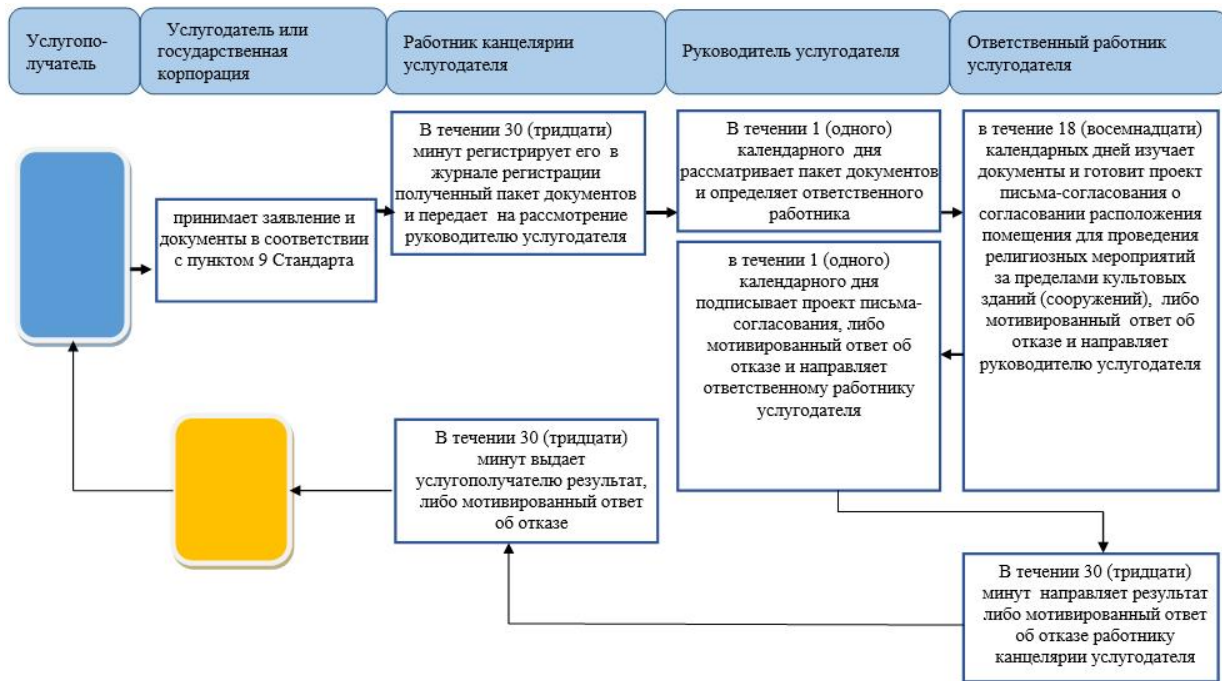 Услугопо-
лучатель
Услугодатель или
государственная
корпорация
Работник канцелярии
услугодателя
Руководитель услугодателя
Ответственный работник
услугодателя
принимает заявление и
документы в соответствии
с пунктом 9 Стандарта
В течении 30 (тридцати)
минут регистрирует его в
журнале регистрации
полученный пакет документов
и передает на рассмотрение
руководителю услугодателя
В течении 1 (одного)
календарного дня
рассматривает пакет документов
и определяет ответственного
работника
в течение 18 (восемнадцати)
календарных дней изучает
документы и готовит проект
письма-согласования о
согласовании расположения
помещения для проведения
религиозных мероприятий
за пределами культовых
зданий (сооружений), либо
мотивированный ответ об
отказе и направляет
руководителю услугодателя
в течении 1 (одного)
календарного дня
подписывает проект письма-
согласования, либо
мотивированный ответ об
отказе и направляет
ответственному работнику
услугодателя
В течении 30 (тридцати)
минут направляет результат
либо мотивированный ответ
об отказе работнику
канцелярии услугодателя
В течении 30 (тридцати)
минут выдает
услугополучателю результат,
либо мотивированный ответ
об отказе